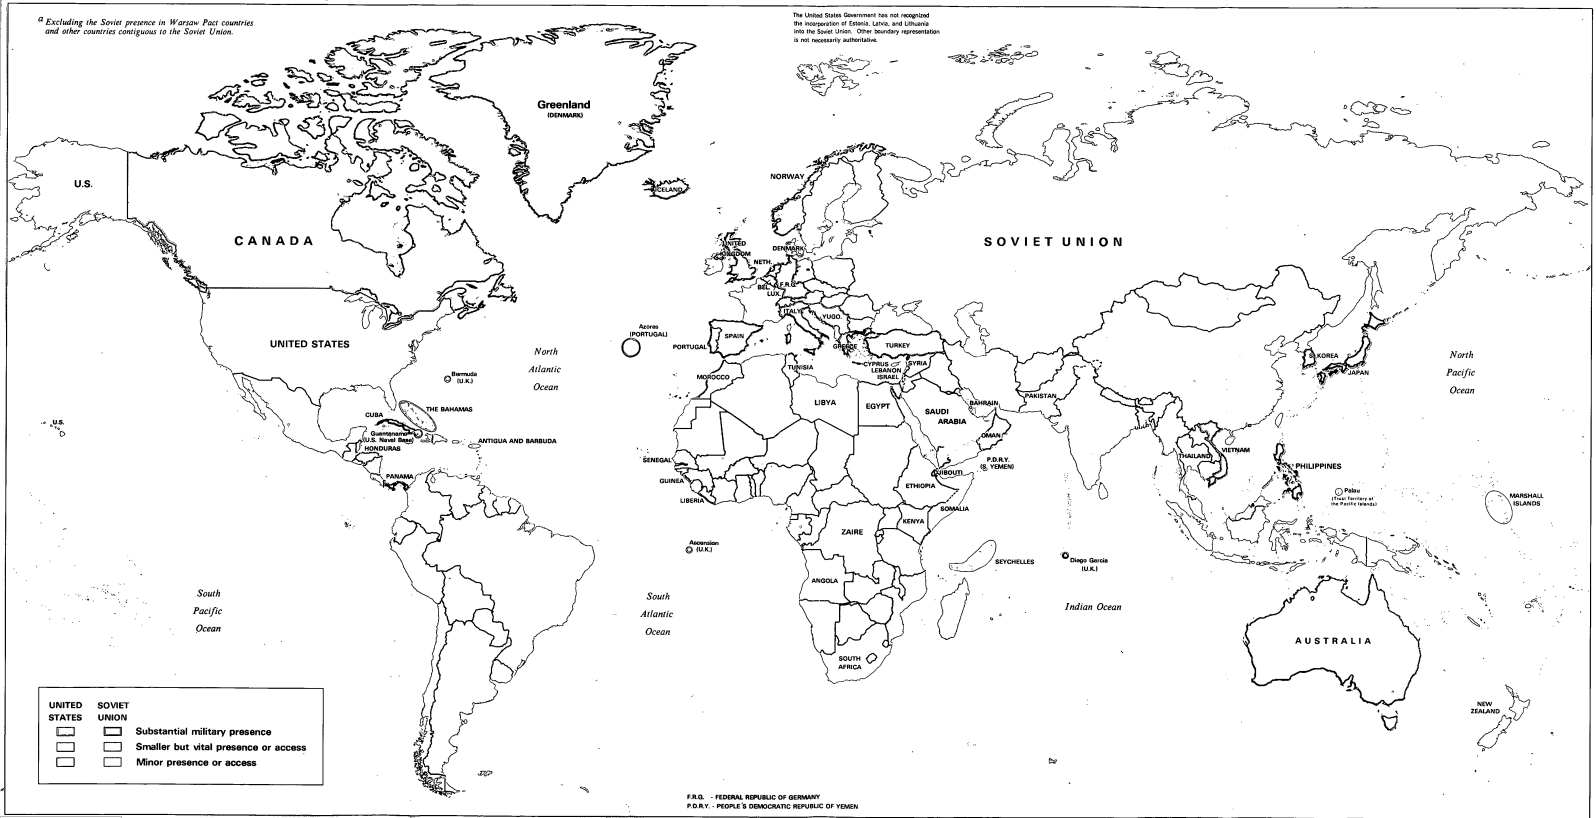 a Excluding the Soviet presence in Warsaw Pact countries
and other countries contiguous to the Soviet Union.
The United States Government has not recognized
the incorporation of Estonia, Latvia, and Lithuania
into the Soviet Union. Other boundary representation
is not necessarily authoritative.
Greenland
(DENMARK)
U.S.
ICELAND
NORWAY
CANADA
SOVIET UNION
UNITED
KINGDOM
DENMARK
NETH.
BEL.
F.R.G.
LUX.
ITALY
YUGO.
UNITED STATES
Azores
(PORTUGAL)
PORTUGAL
SPAIN
GREECE
TURKEY
S. KOREA
JAPAN
North
Atlantic
Ocean
North
Pacific
Ocean
Bermuda
(U.K.)
MOROCCO
TUNISIA
CYPRUS
LEBANON
ISRAEL
SYRIA
LIBYA
EGYPT
SAUDI
ARABIA
BAHRAIN
PAKISTAN
OMAN
U.S.
CUBA
THE BAHAMAS
Guantanamo
(U.S. Naval Base)
HONDURAS
ANTIGUA AND BARBUDA
PANAMA
SENEGAL
GUINEA
LIBERIA
DJIBOUTI
P.D.R.Y.
(S. YEMEN)
ETHIOPIA
SOMALIA
KENYA
ZAIRE
THAILAND
VIETNAM
PHILIPPINES
Palau
(Trust Territory of
the Pacific Islands)
MARSHALL
ISLANDS
Ascension
(U.K.)
ANGOLA
SEYCHELLES
Diego Garcia
(U.K.)
South
Pacific
Ocean
South
Atlantic
Ocean
Indian Ocean
SOUTH
AFRICA
AUSTRALIA
NEW
ZEALAND
UNITED STATES
SOVIET UNION
Substantial military presence
Smaller but vital presence or access
Minor presence or access
F.R.G. - FEDERAL REPUBLIC OF GERMANY
P.D.R.Y. - PEOPLE'S DEMOCRATIC REPUBLIC OF YEMEN